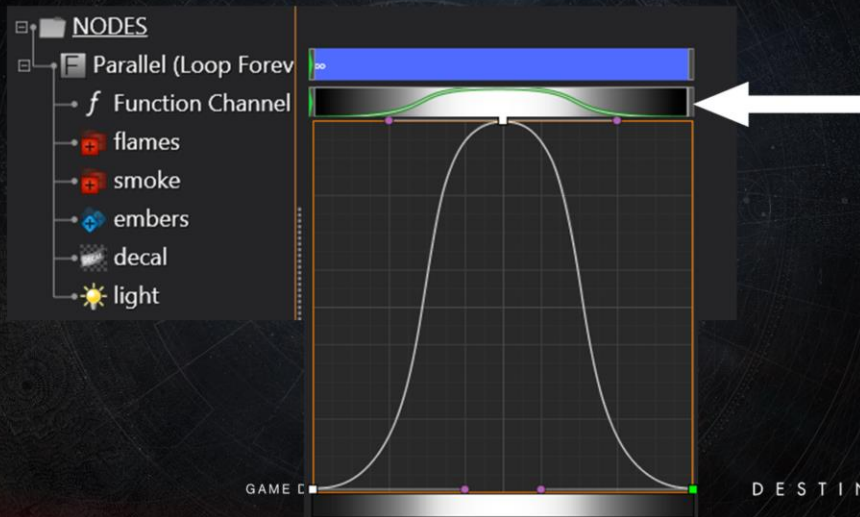 NODES
Parallel (Loop Forev
∞
f Function Channel
flames
smoke
embers
decal
light
GAME D
DESTIN